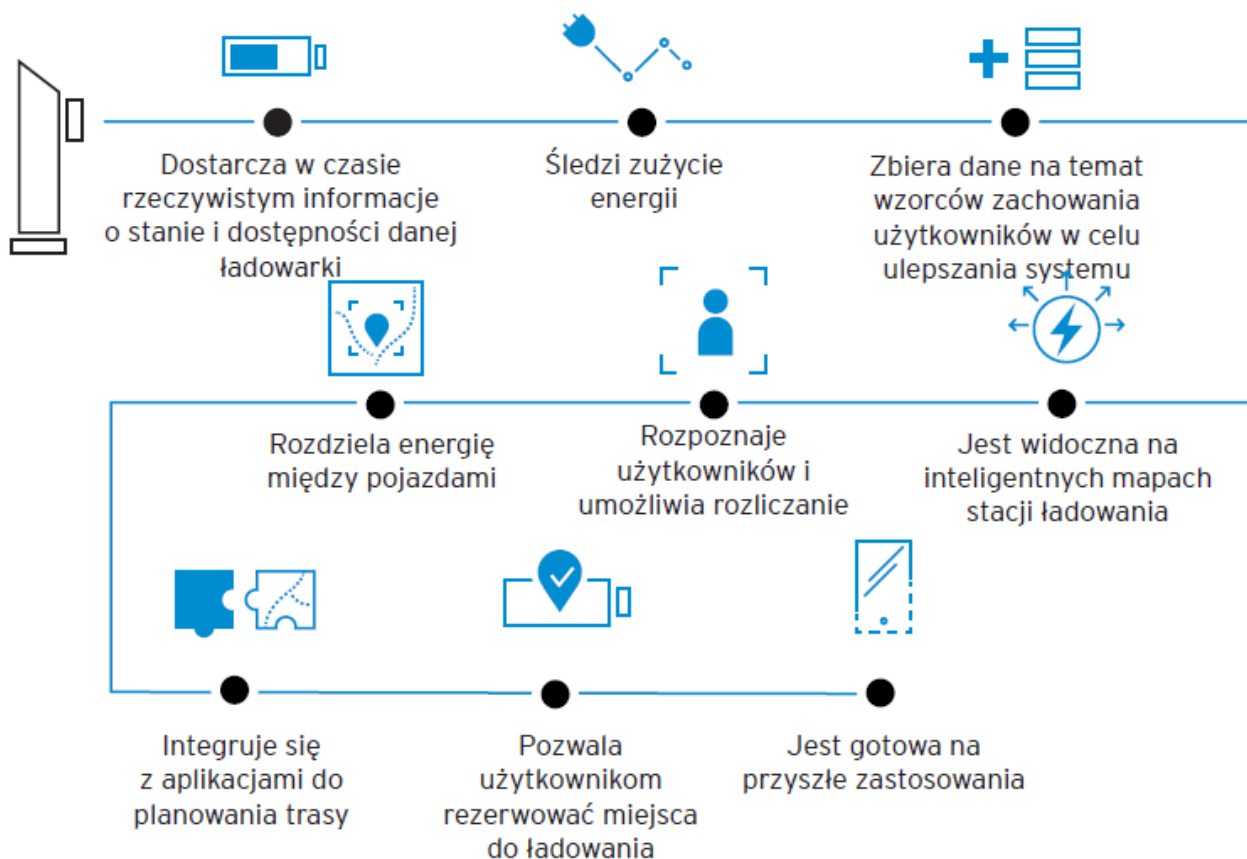 Dostarcza w czasie
rzeczywistym informacje
o stanie i dostępności danej
ładowarki
Śledzi zużycie
energii
Zbiera dane na temat
wzorców zachowania
użytkowników w celu
ulepszania systemu
Rozdziela energię
między pojazdami
Rozpoznaje
użytkowników i
umożliwia rozliczanie
Jest widoczna na
inteligentnych mapach
stacji ładowania
Integruje się
z aplikacjami do
planowania trasy
Pozwala
użytkownikom
rezerwować miejsca
do ładowania
Jest gotowa na
przyszłe zastosowania